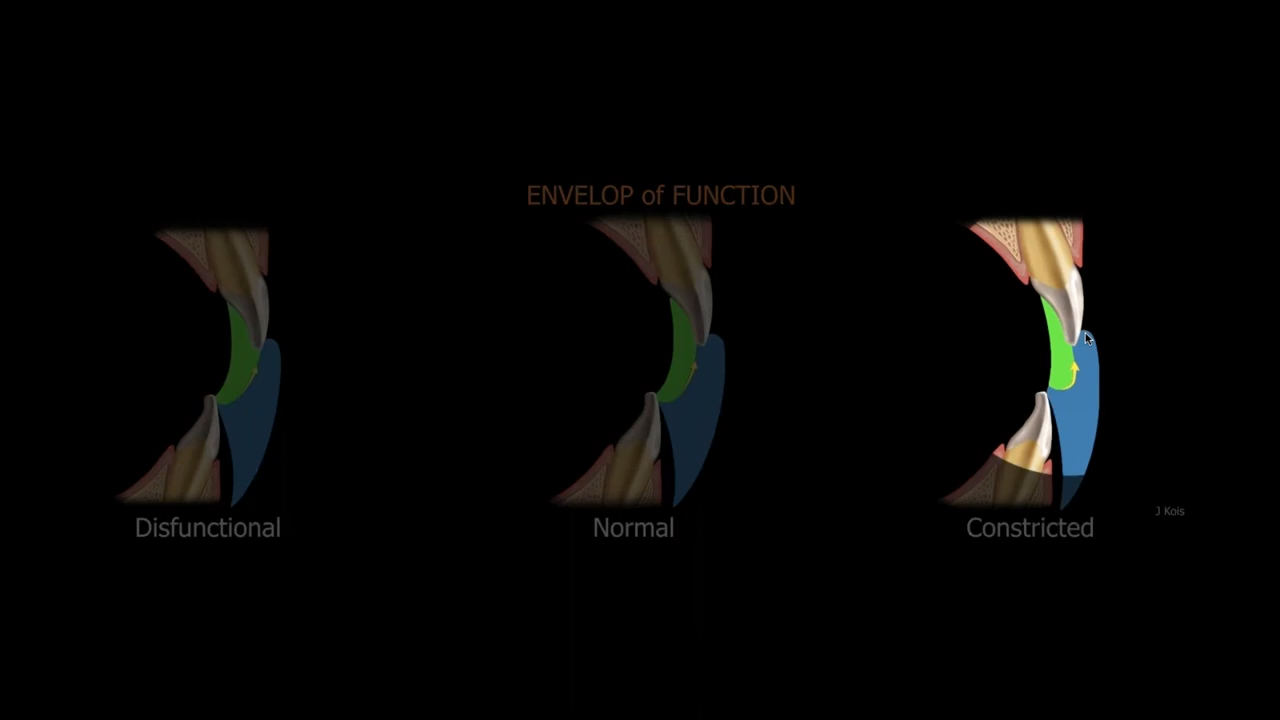 ENVELOP of FUNCTION
Disfunctional
Normal
Constricted
J Kois